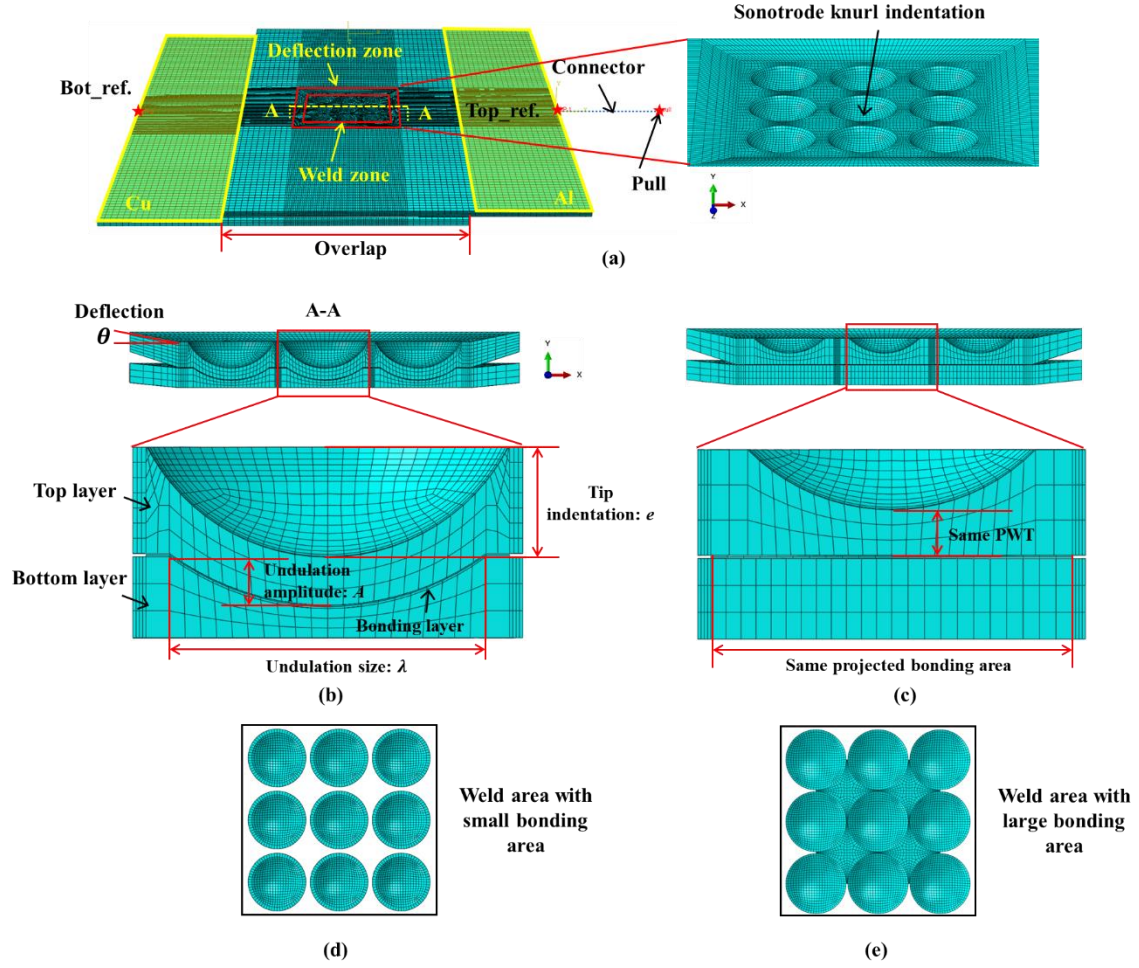 Sonotrode knurl indentation
Deflection zone
Connector
Bot_ref.
A
A
Top_ref.
Weld zone
Pull
Cu
Al
Y
X
Z
Overlap
(a)
Deflection
θ
A-A
Y
X
Top layer
Tip
indentation: e
Same PWT
Bottom layer
Undulation
amplitude: A
Bonding layer
Undulation size: λ
Same projected bonding area
(b)
(c)
Weld area with
small bonding
area
Weld area with
large bonding
area
(d)
(e)